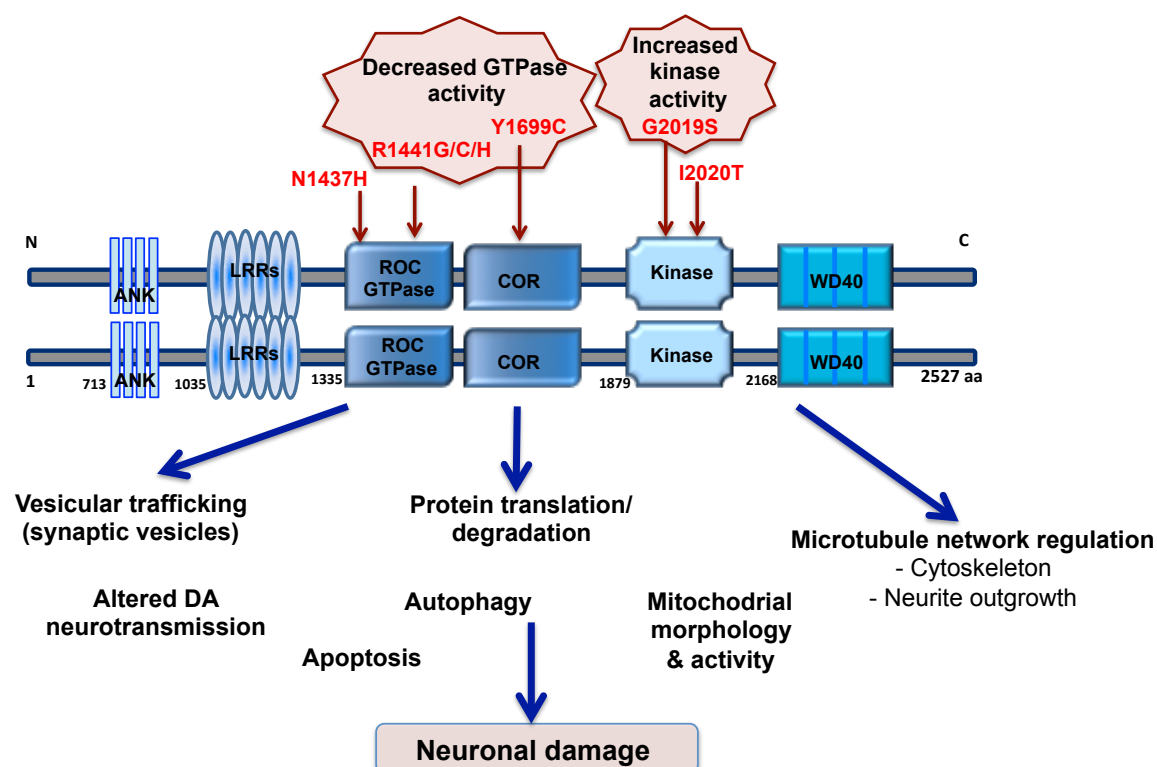 Decreased GTPase
activity
Increased
kinase
activity
Y1699C
G2019S
R1441G/C/H
N1437H
I2020T
N
C
ANK
LRRs
ROC
GTPase
COR
Kinase
WD40
ANK
LRRs
ROC
GTPase
COR
Kinase
WD40
1
713
1035
1335
1879
2168
2527 aa
Vesicular trafficking
(synaptic vesicles)
Protein translation/
degradation
Microtubule network regulation
- Cytoskeleton
- Neurite outgrowth
Altered DA
neurotransmission
Autophagy
Mitochodrial
morphology
& activity
Apoptosis
Neuronal damage